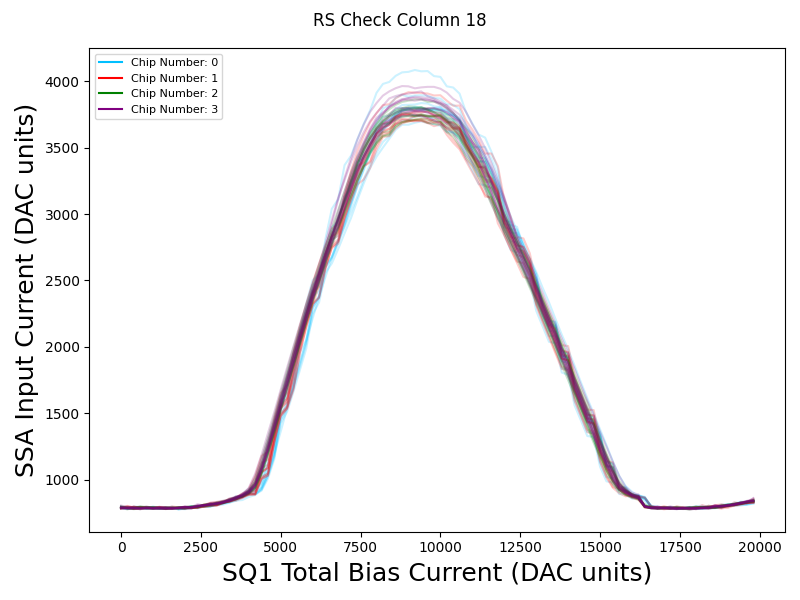 RS Check Column 18
Chip Number: 0
Chip Number: 1
Chip Number: 2
Chip Number: 3
SSA Input Current (DAC units)
4000
3500
3000
2500
2000
1500
1000
0 2500 5000 7500 10000 12500 15000 17500 20000
SQ1 Total Bias Current (DAC units)